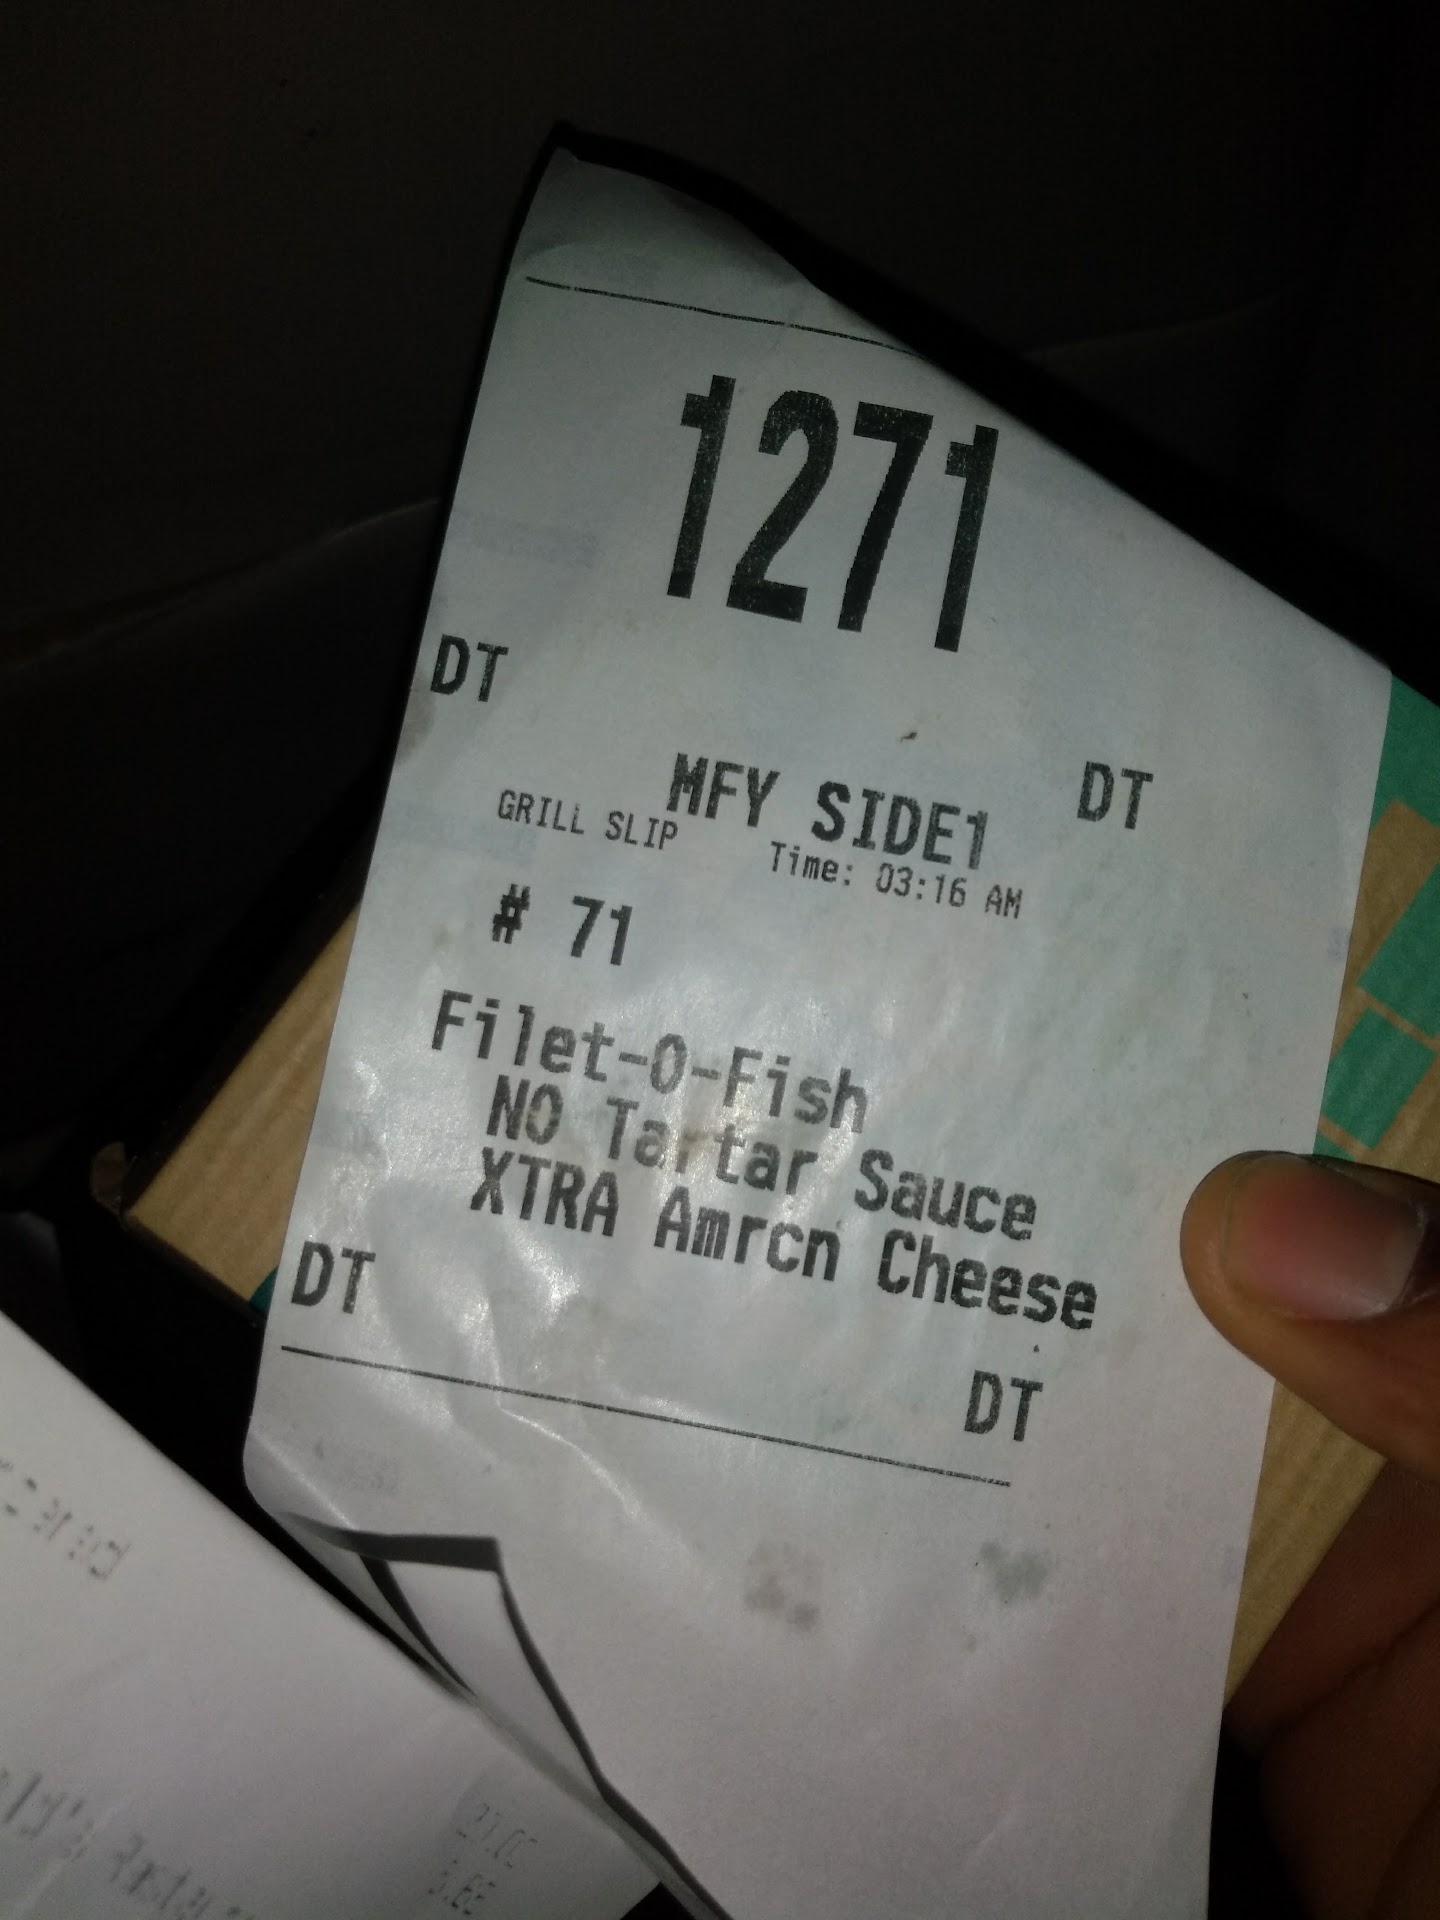 1271
DT
DT
MFY SIDE1
GRILL SLIP
Time: 03:16 AM
# 71
Filet-O-Fish
NO Tartar Sauce
XTRA Amrcn Cheese
DT
DT